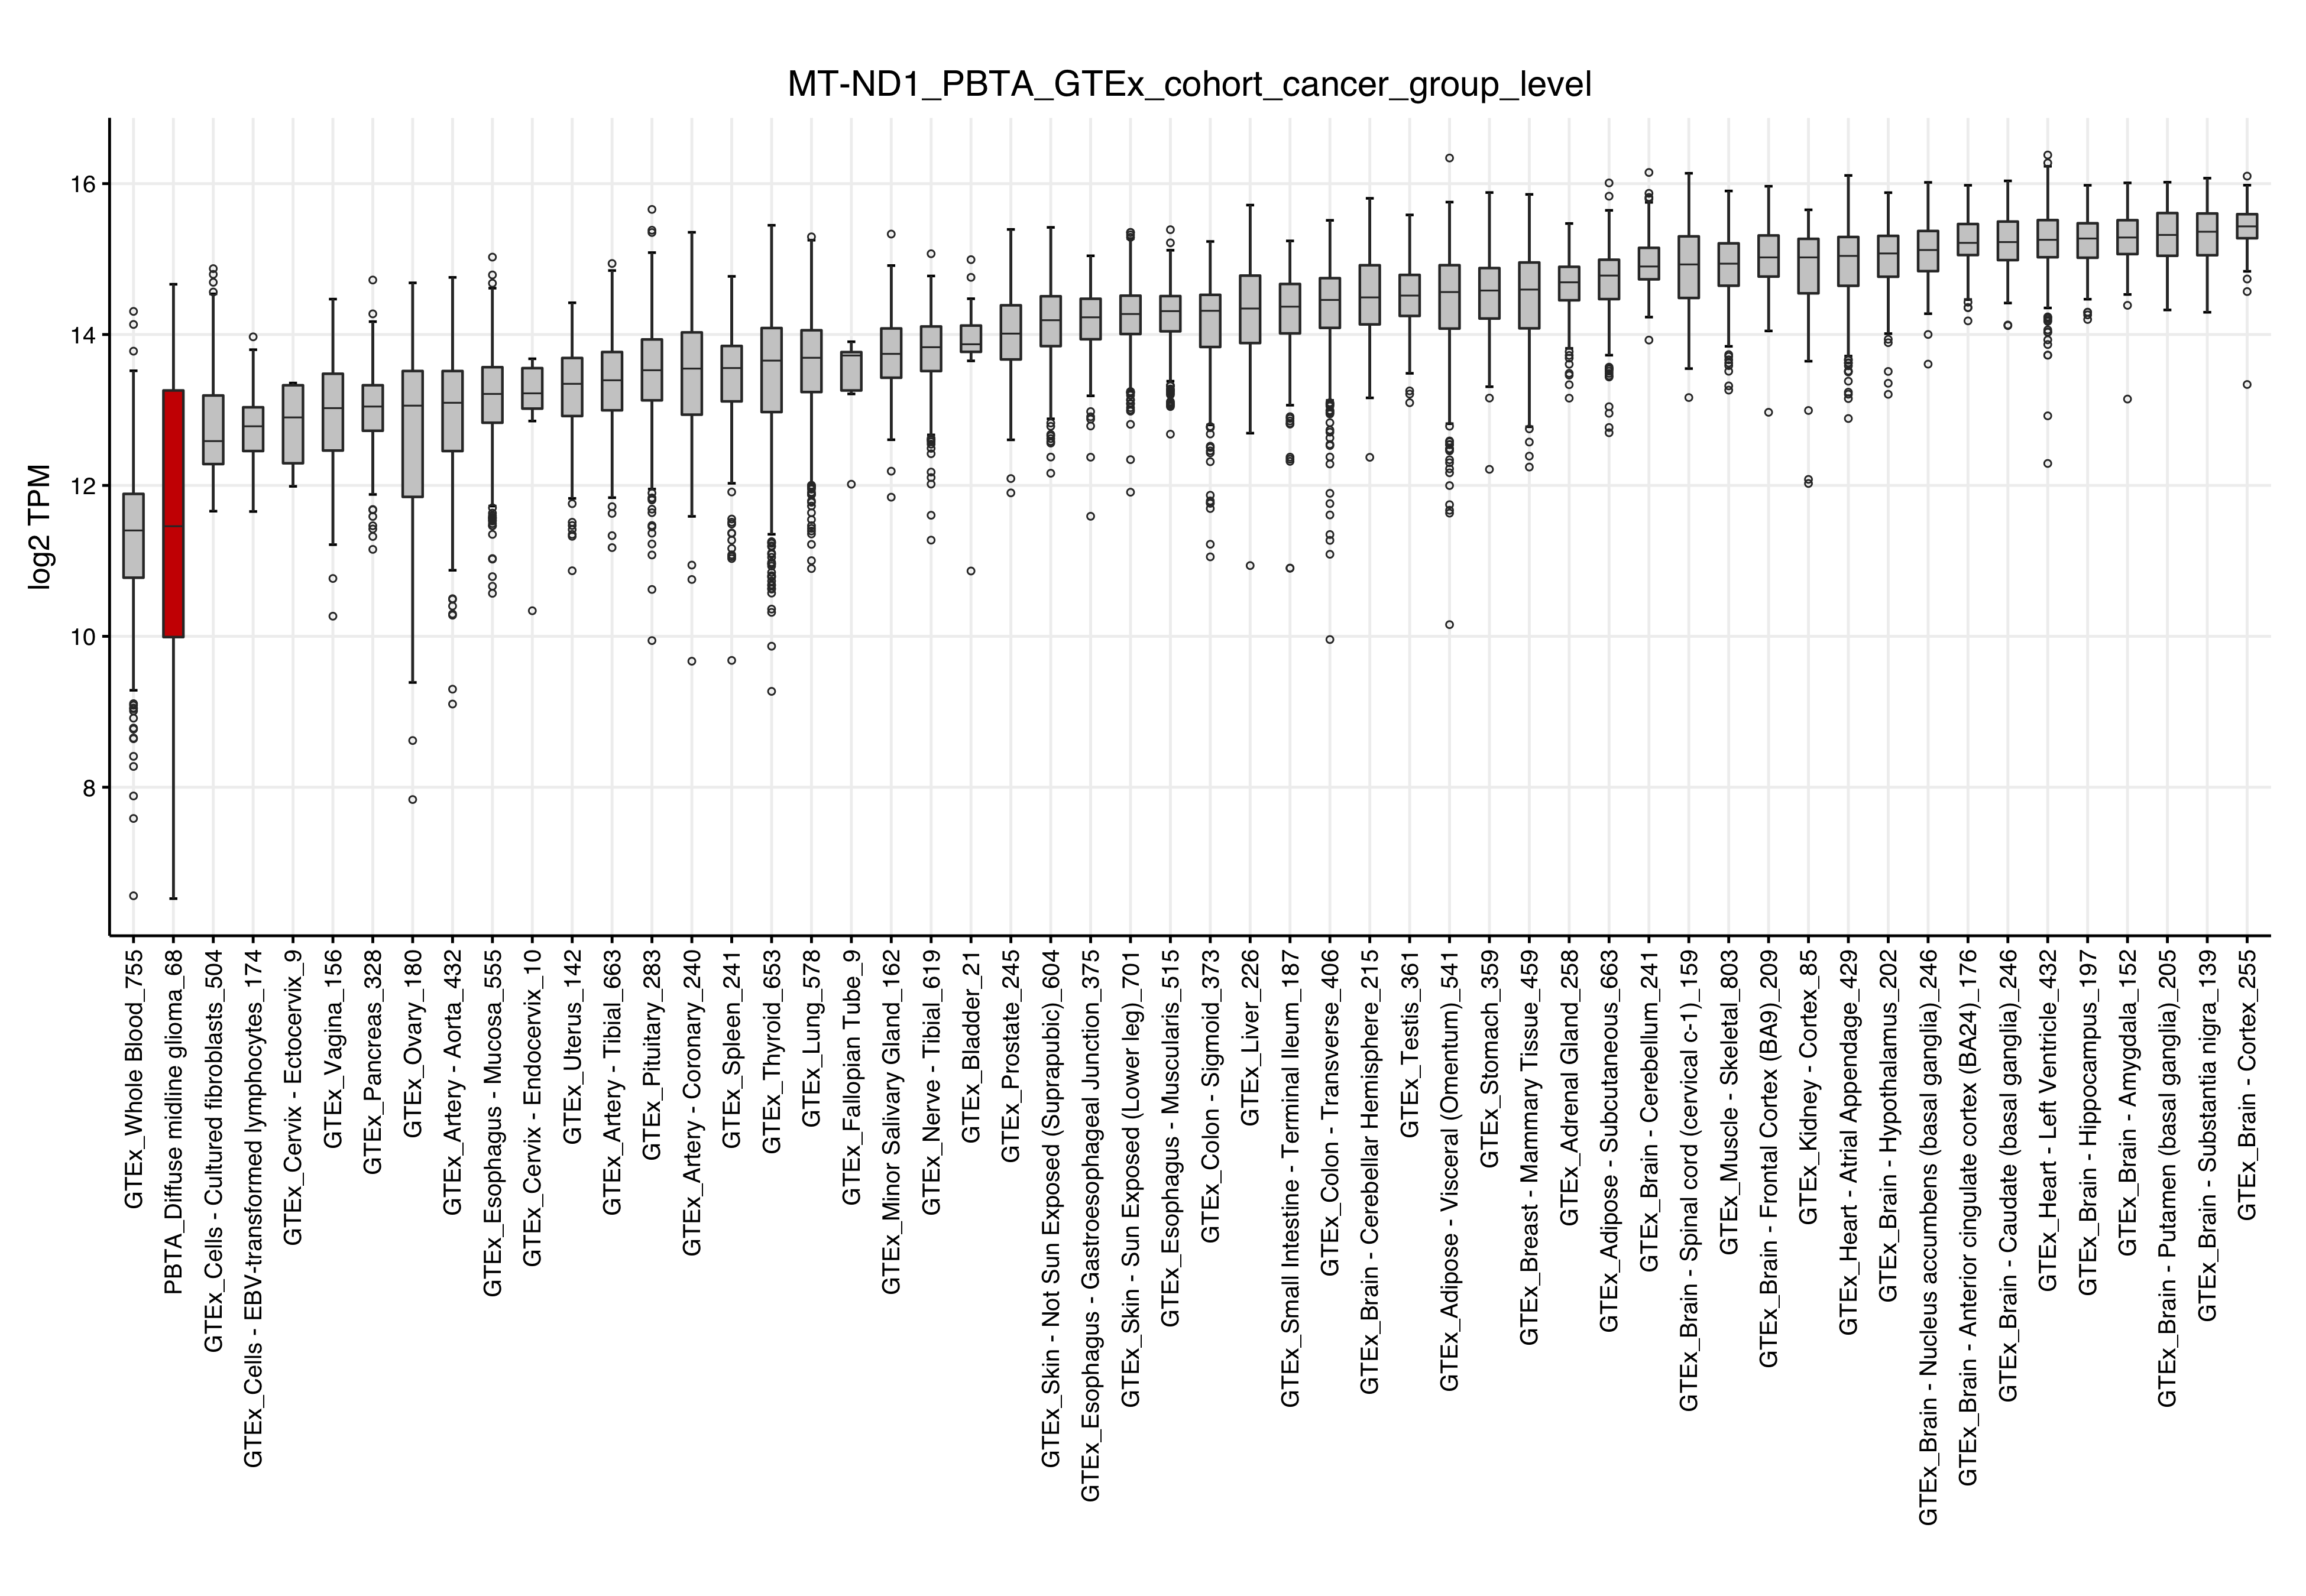 MT-ND1_PBTA_GTEx_cohort_cancer_group_level
log2 TPM
16
14
12
10
8
GTEx_Whole Blood_755
PBTA_Diffuse midline glioma_68
GTEx_Cells - Cultured fibroblasts_504
GTEx_Cells - EBV-transformed lymphocytes_174
GTEx_Cervix - Ectocervix_9
GTEx_Vagina_156
GTEx_Pancreas_328
GTEx_Ovary_180
GTEx_Artery - Aorta_432
GTEx_Esophagus - Mucosa_555
GTEx_Cervix - Endocervix_10
GTEx_Uterus_142
GTEx_Artery - Tibial_663
GTEx_Pituitary_283
GTEx_Artery - Coronary_240
GTEx_Spleen_241
GTEx_Thyroid_653
GTEx_Lung_578
GTEx_Fallopian Tube_9
GTEx_Minor Salivary Gland_162
GTEx_Nerve - Tibial_619
GTEx_Bladder_21
GTEx_Prostate_245
GTEx_Skin - Not Sun Exposed (Suprapubic)_604
GTEx_Esophagus - Gastroesophageal Junction_375
GTEx_Skin - Sun Exposed (Lower leg)_701
GTEx_Esophagus - Muscularis_515
GTEx_Colon - Sigmoid_373
GTEx_Liver_226
GTEx_Small Intestine - Terminal Ileum_187
GTEx_Colon - Transverse_406
GTEx_Brain - Cerebellar Hemisphere_215
GTEx_Testis_361
GTEx_Adipose - Visceral (Omentum)_541
GTEx_Stomach_359
GTEx_Breast - Mammary Tissue_459
GTEx_Adrenal Gland_258
GTEx_Adipose - Subcutaneous_663
GTEx_Brain - Cerebellum_241
GTEx_Brain - Spinal cord (cervical c-1)_159
GTEx_Muscle - Skeletal_803
GTEx_Brain - Frontal Cortex (BA9)_209
GTEx_Kidney - Cortex_85
GTEx_Heart - Atrial Appendage_429
GTEx_Brain - Hypothalamus_202
GTEx_Brain - Nucleus accumbens (basal ganglia)_246
GTEx_Brain - Anterior cingulate cortex (BA24)_176
GTEx_Brain - Caudate (basal ganglia)_246
GTEx_Heart - Left Ventricle_432
GTEx_Brain - Hippocampus_197
GTEx_Brain - Amygdala_152
GTEx_Brain - Putamen (basal ganglia)_205
GTEx_Brain - Substantia nigra_139
GTEx_Brain - Cortex_255